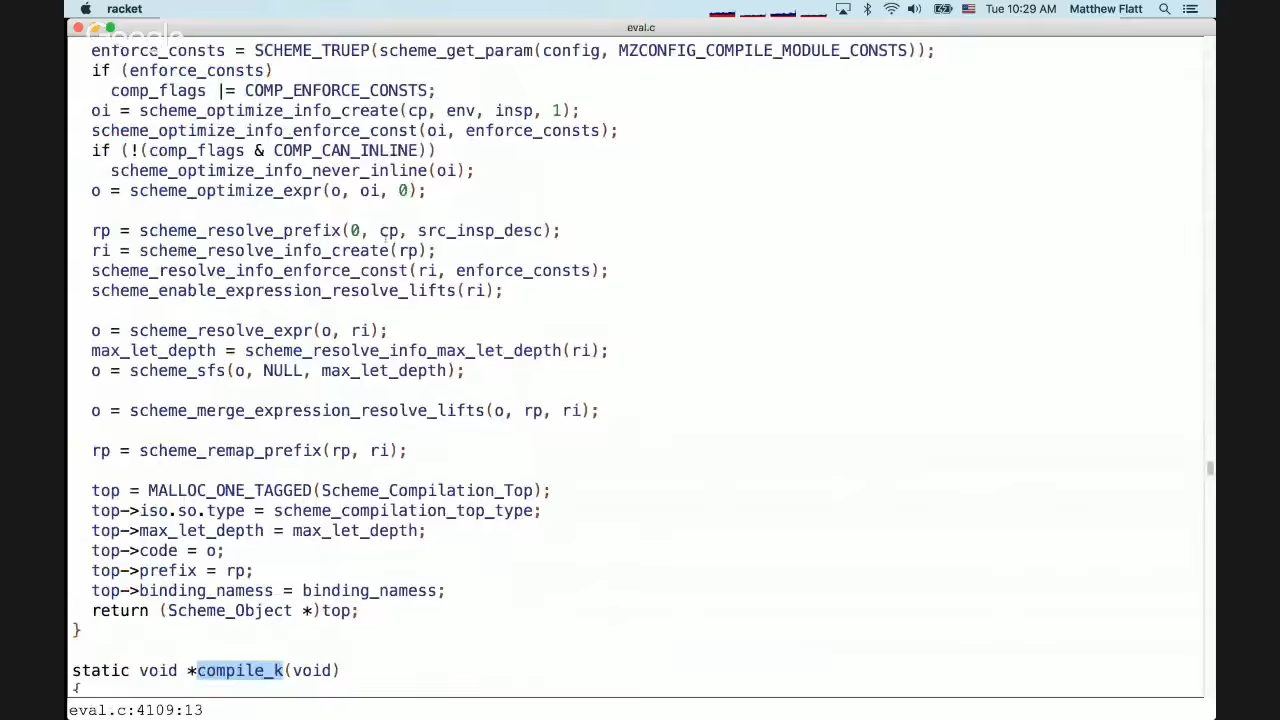 racket
Tue 10:29 AM Matthew Flatt
eval.c
Google
enforce_consts = SCHEME_TRUEP(scheme_get_param(config, MZCONFIG_COMPILE_MODULE_CONSTS));
if (enforce_consts)
comp_flags |= COMP_ENFORCE_CONSTS;
oi = scheme_optimize_info_create(cp, env, insp, 1);
scheme_optimize_info_enforce_const(oi, enforce_consts);
if (!(comp_flags & COMP_CAN_INLINE))
scheme_optimize_info_never_inline(oi);
o = scheme_optimize_expr(o, oi, 0);
rp = scheme_resolve_prefix(0, cp, src_insp_desc);
ri = scheme_resolve_info_create(rp);
scheme_resolve_info_enforce_const(ri, enforce_consts);
scheme_enable_expression_resolve_lifts(ri);
o = scheme_resolve_expr(o, ri);
max_let_depth = scheme_resolve_info_max_let_depth(ri);
o = scheme_sfs(o, NULL, max_let_depth);
o = scheme_merge_expression_resolve_lifts(o, rp, ri);
rp = scheme_remap_prefix(rp, ri);
top = MALLOC_ONE_TAGGED(Scheme_Compilation_Top);
top->iso.so.type = scheme_compilation_top_type;
top->max_let_depth = max_let_depth;
top->code = o;
top->prefix = rp;
top->binding_namess = binding_namess;
return (Scheme_Object *)top;
}
static void *compile_k(void)
{
eval.c:4109:13